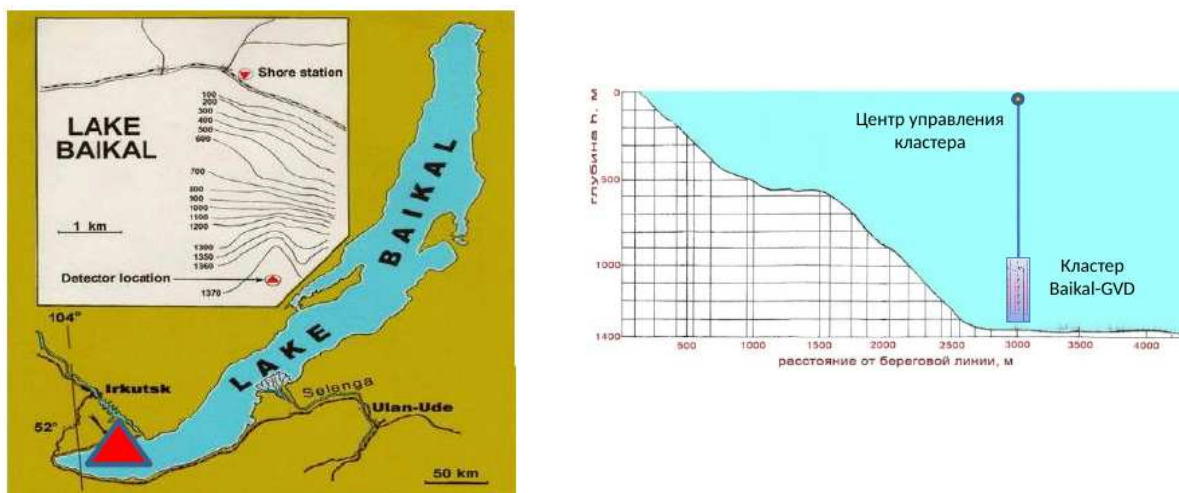 Shore station
LAKE
BAIKAL
100
200
300
400
500
600
700
800
900
1000
1100
1200
1300
1350
1360
1370
1 km
Detector location
LAKE BAIKAL
104°
Irkutsk
52°
Selenga
Ulan-Ude
50 km
глубина h, м
0
500
1000
1400
Центр управления
кластера
Кластер
Baikal-GVD
500 1000 1500 2000 2500 3000 3500 4000
расстояние от береговой линии, м